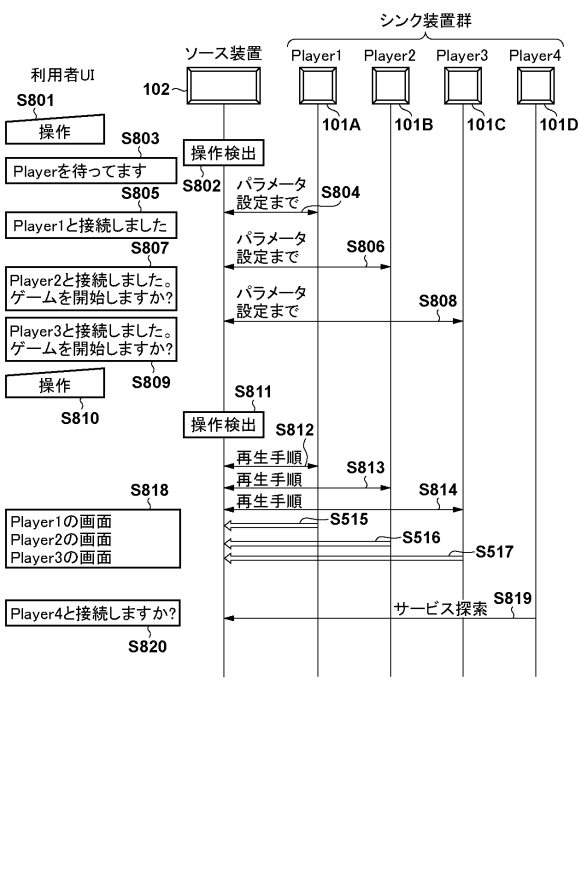 シンク装置群
ソース装置
Player1
Player2
Player3
Player4
利用者UI
102
101A
101B
101C
101D
S801
操作
S803
操作検出
S802
Playerを待ってます
パラメータ
設定まで
S804
S805
Player1と接続しました
パラメータ
設定まで
S806
S807
Player2と接続しました。
ゲームを開始しますか?
パラメータ
設定まで
S808
Player3と接続しました。
ゲームを開始しますか?
S809
操作
S810
S811
操作検出
S812
再生手順
S813
再生手順
S814
再生手順
S818
Player1の画面
Player2の画面
Player3の画面
S515
S516
S517
Player4と接続しますか?
S820
サービス探索
S819